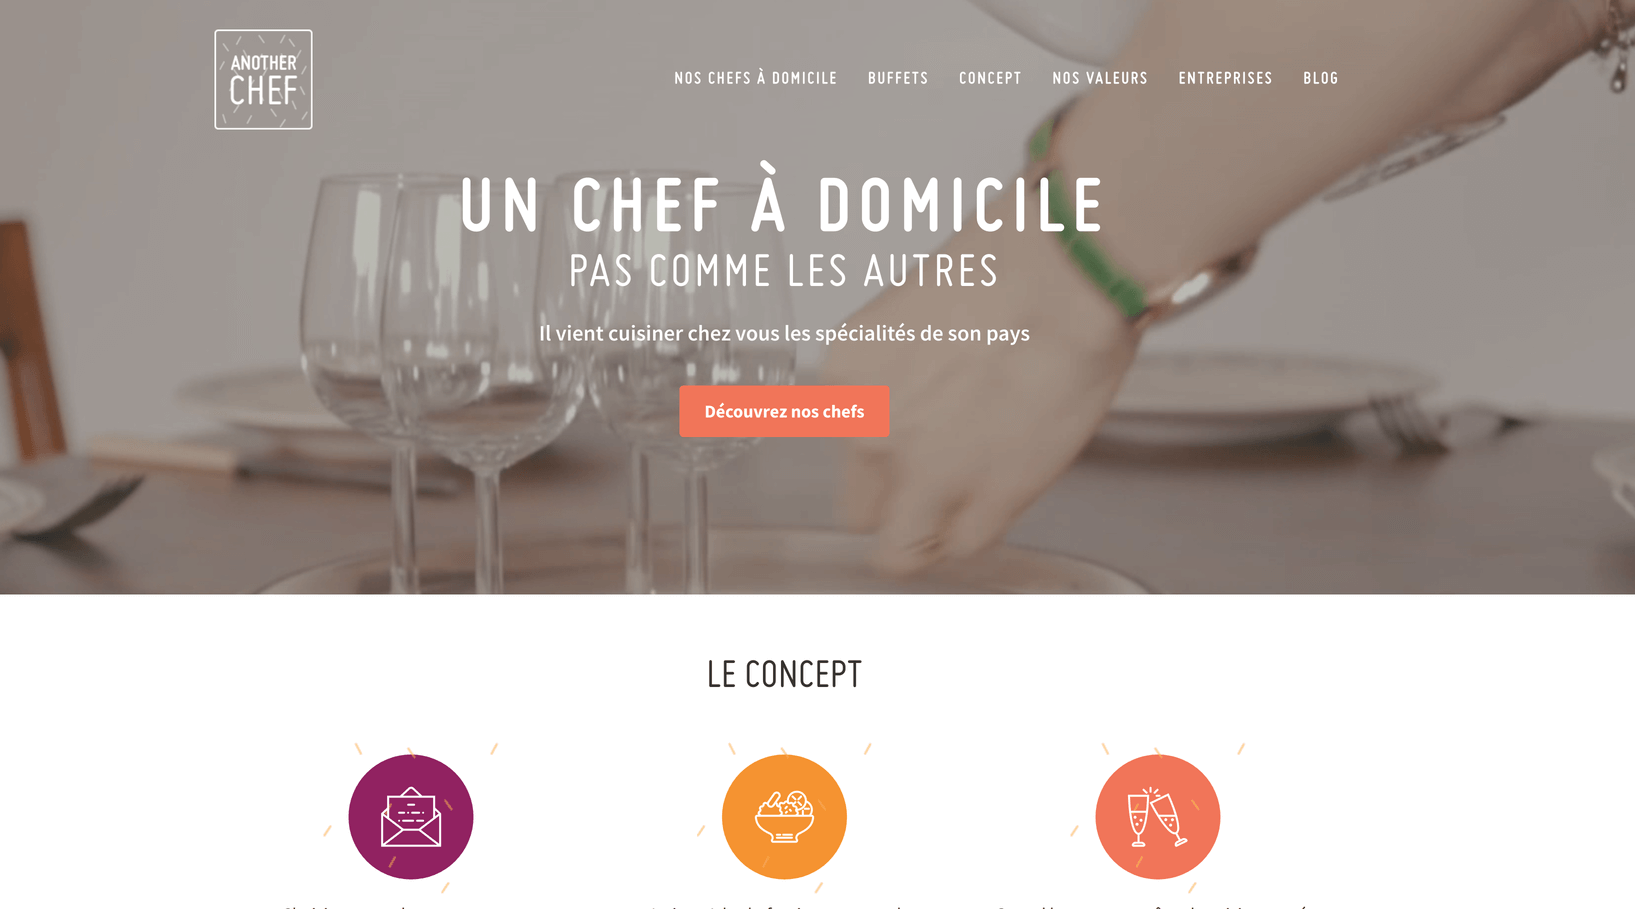 ANOTHER
CHEF
NOS CHEFS À DOMICILE BUFFETS CONCEPT NOS VALEURS ENTREPRISES BLOG
UN CHEF À DOMICILE
PAS COMME LES AUTRES
Il vient cuisiner chez vous les spécialités de son pays
Découvrez nos chefs
LE CONCEPT